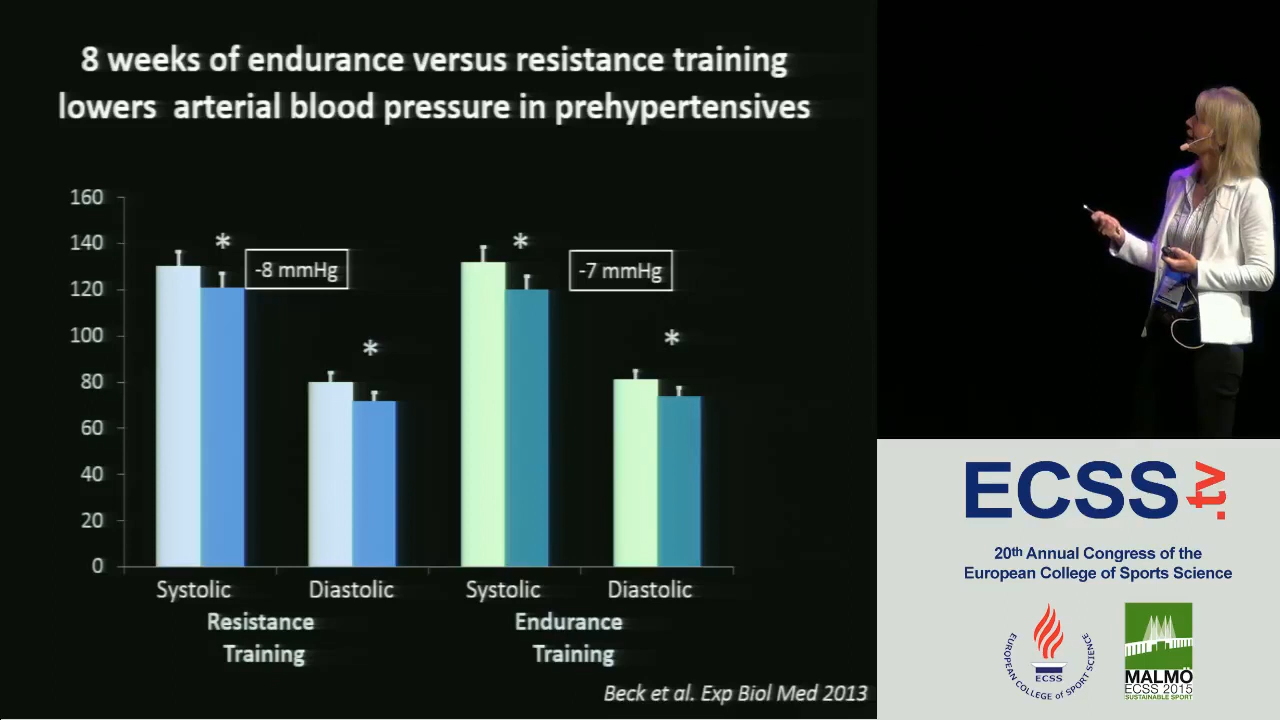 8 weeks of endurance versus resistance training
lowers arterial blood pressure in prehypertensives
160
140
120
100
80
60
40
20
0
*
-8 mmHg
*
*
-7 mmHg
*
Systolic
Diastolic
Systolic
Diastolic
Resistance
Training
Endurance
Training
Beck et al. Exp Biol Med 2013
ECSS.tv
20th Annual Congress of the
European College of Sports Science
EUROPEAN COLLEGE OF SPORT SCIENCE
ECSS
MALMÖ
ECSS 2015
SUSTAINABLE SPORT